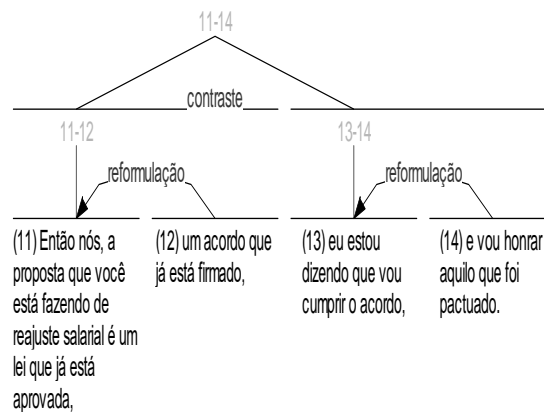 11-14
contraste
11-12
13-14
reformulação
reformulação
(11) Então nós, a
proposta que você
está fazendo de
reajuste salarial é um
lei que já está
aprovada,
(12) um acordo que
já está firmado,
(13) eu estou
dizendo que vou
cumprir o acordo,
(14) e vou honrar
aquilo que foi
pactuado.